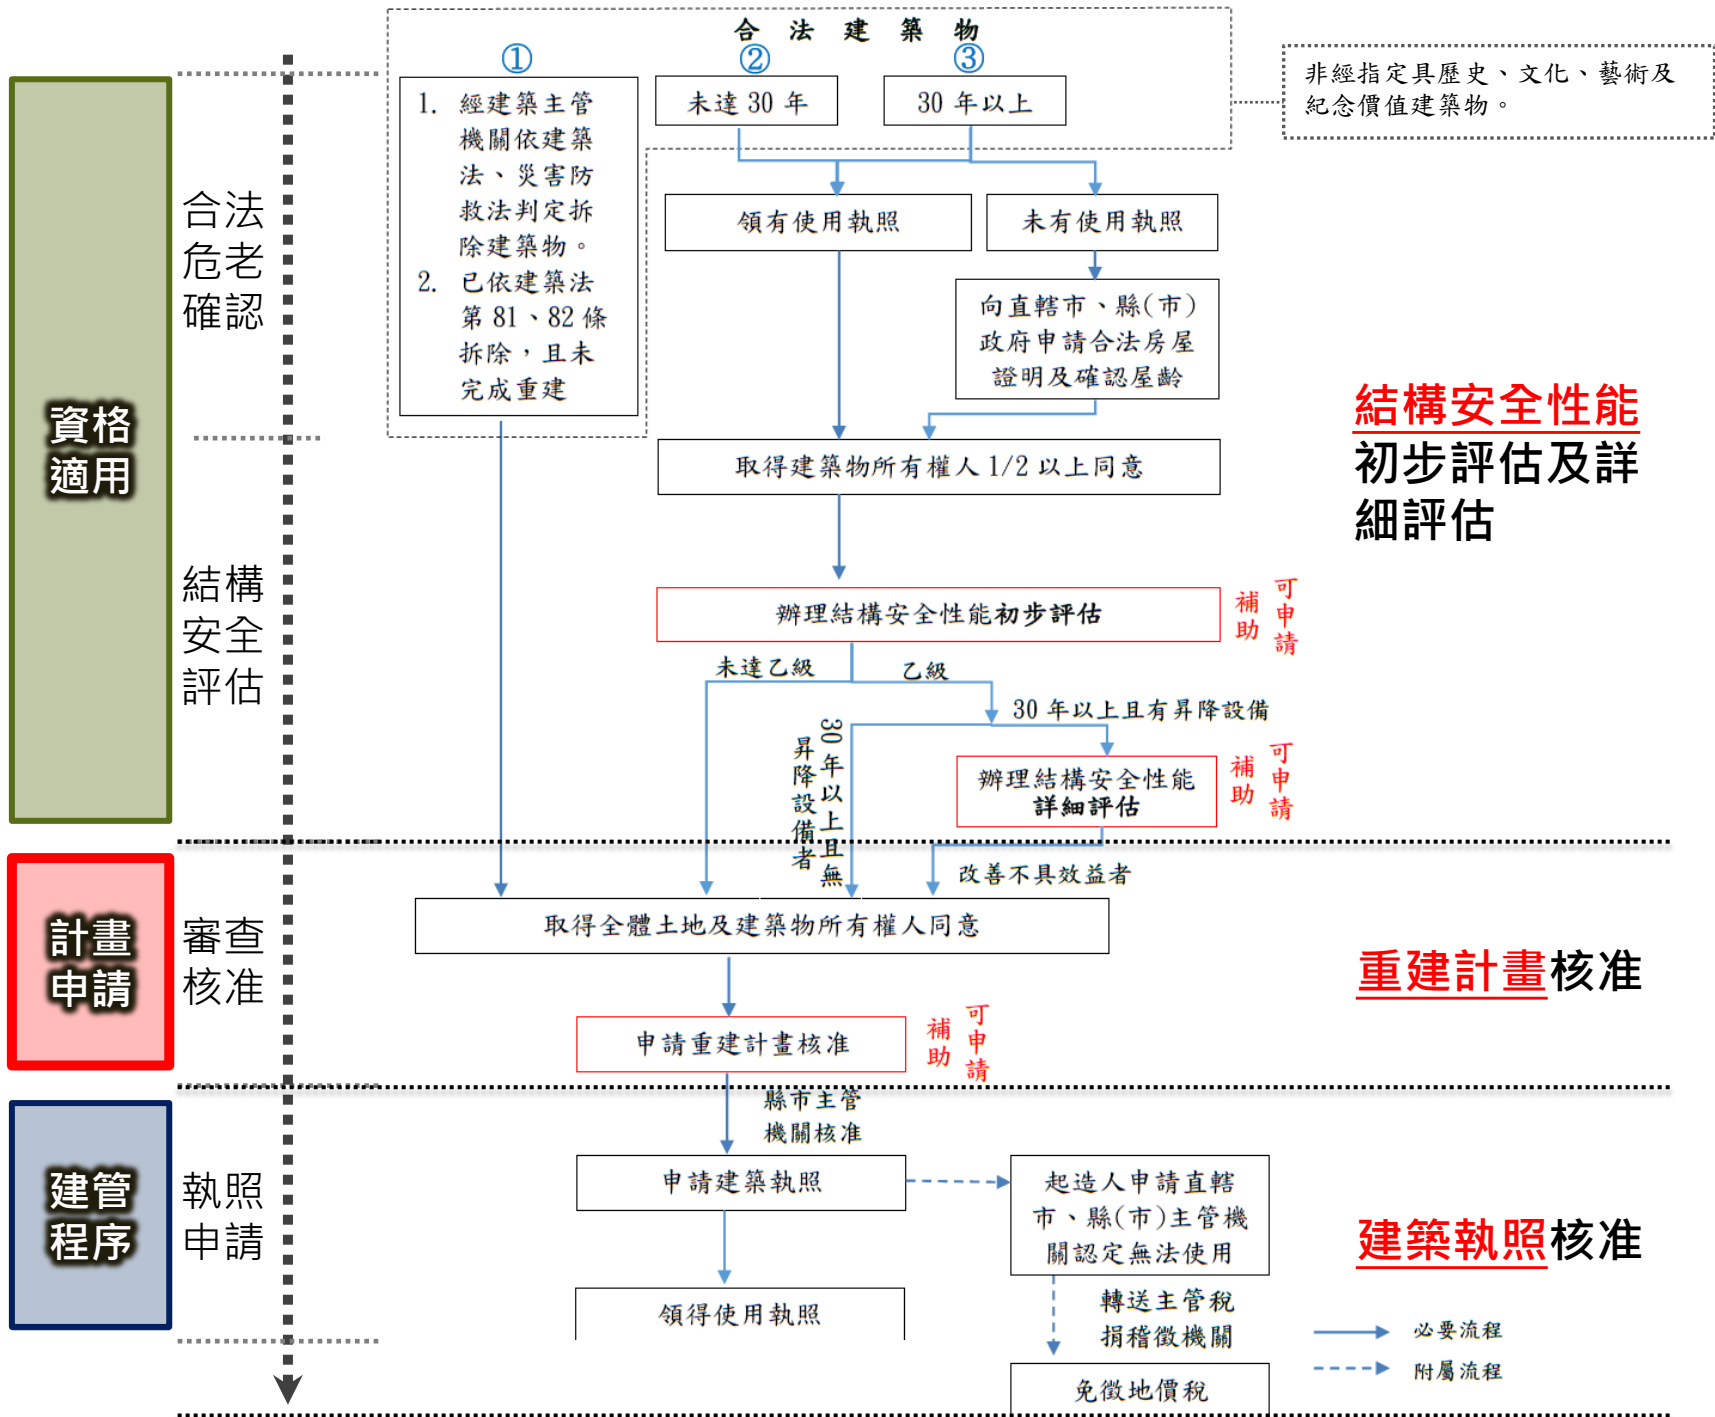 合法建築物
①
②
③
1. 經建築主管
機關依建築
法、災害防
救法判定拆
除建築物。
2. 已依建築法
第 81、82 條
拆除，且未
完成重建
未達 30 年
30 年以上
非經指定具歷史、文化、藝術及
紀念價值建築物。
領有使用執照
未有使用執照
向直轄市、縣(市)
政府申請合法房屋
證明及確認屋齡
取得建築物所有權人 1/2 以上同意
辦理結構安全性能初步評估
可申請
補助
未達乙級
乙級
30 年以上且有昇降設備
30 年以上且無
昇降設備者
辦理結構安全性能
詳細評估
可申請
補助
改善不具效益者
取得全體土地及建築物所有權人同意
申請重建計畫核准
可申請
補助
縣市主管
機關核准
申請建築執照
起造人申請直轄
市、縣(市)主管機
關認定無法使用
領得使用執照
轉送主管稅
捐稽徵機關
免徵地價稅
必要流程
附屬流程
資格
適用
合法
危老
確認
結構
安全
評估
計畫
申請
審查
核准
建管
程序
執照
申請
結構安全性能
初步評估及詳
細評估
重建計畫核准
建築執照核准